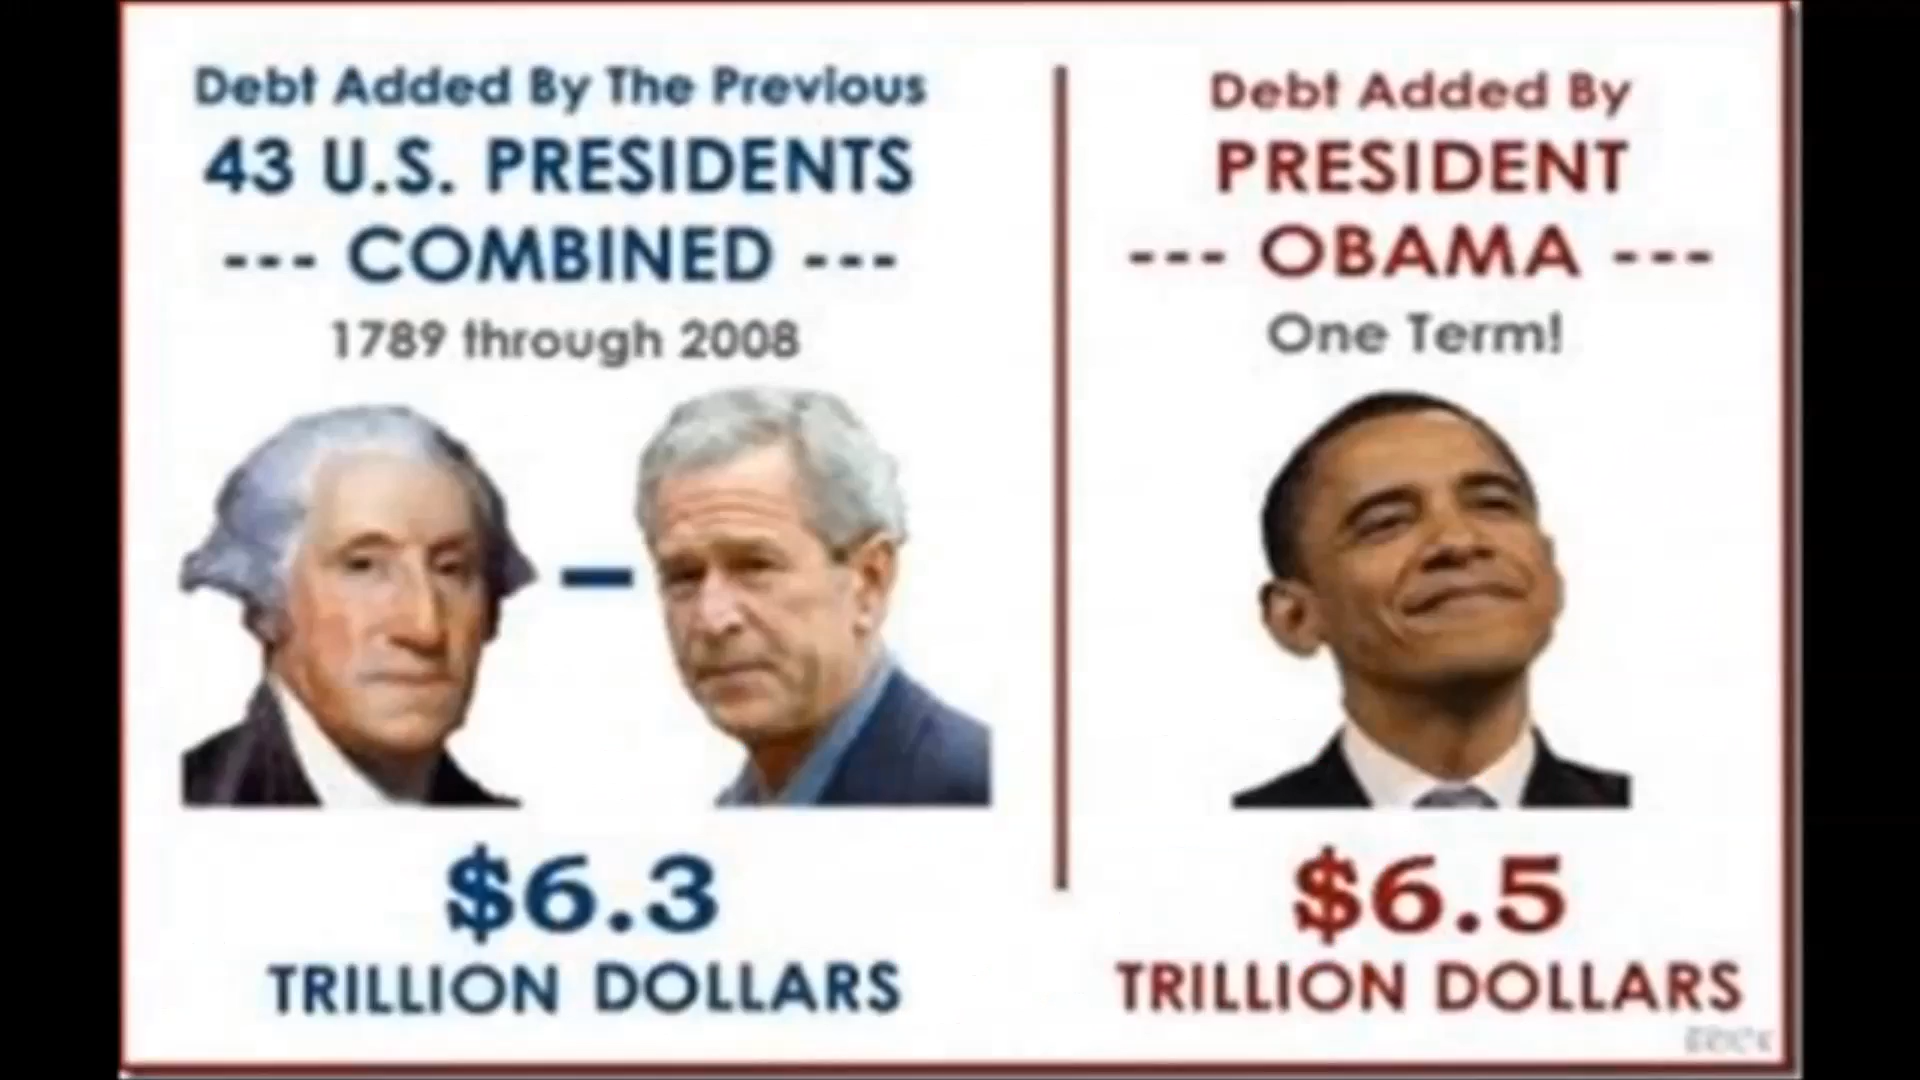 Debt Added By The Previous
43 U.S. PRESIDENTS
--- COMBINED ---
1789 through 2008
$6.3
TRILLION DOLLARS
Debt Added By
PRESIDENT
--- OBAMA ---
One Term!
$6.5
TRILLION DOLLARS